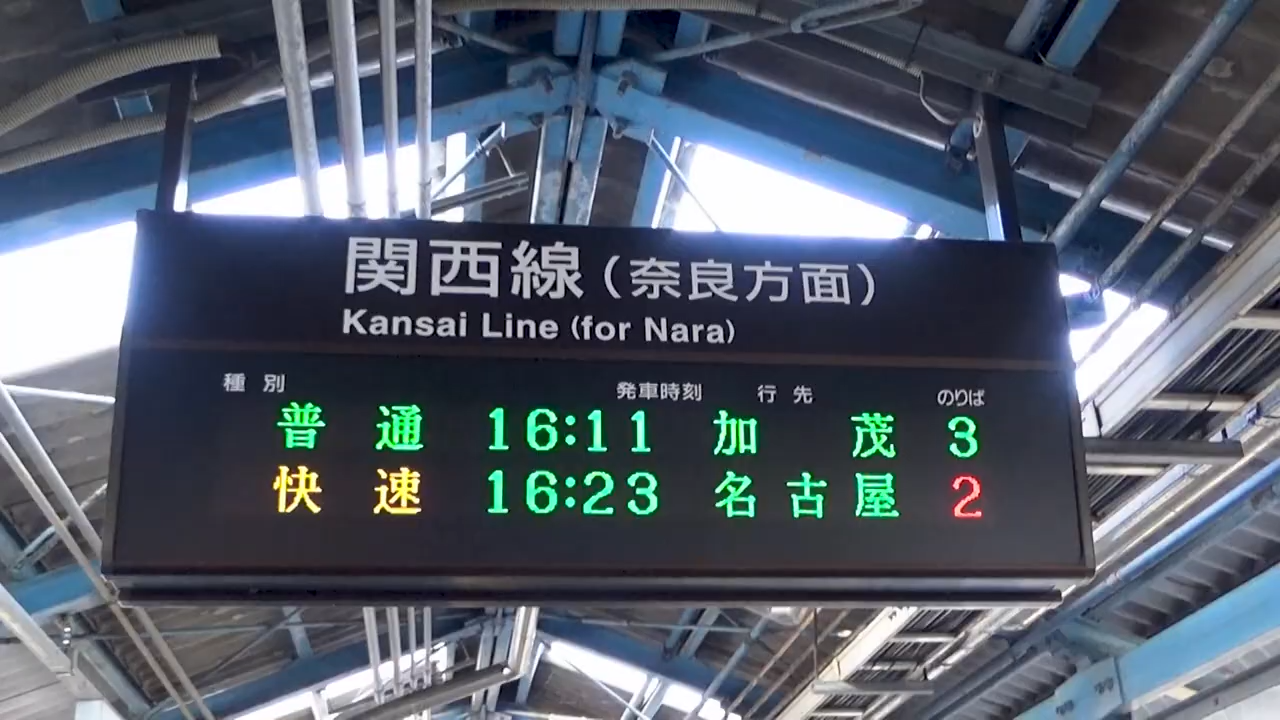 関西線(奈良方面)
Kansai Line (for Nara)
種別 発車時刻 行先 のりば
普通 16:11 加茂 3
快速 16:23 名古屋 2